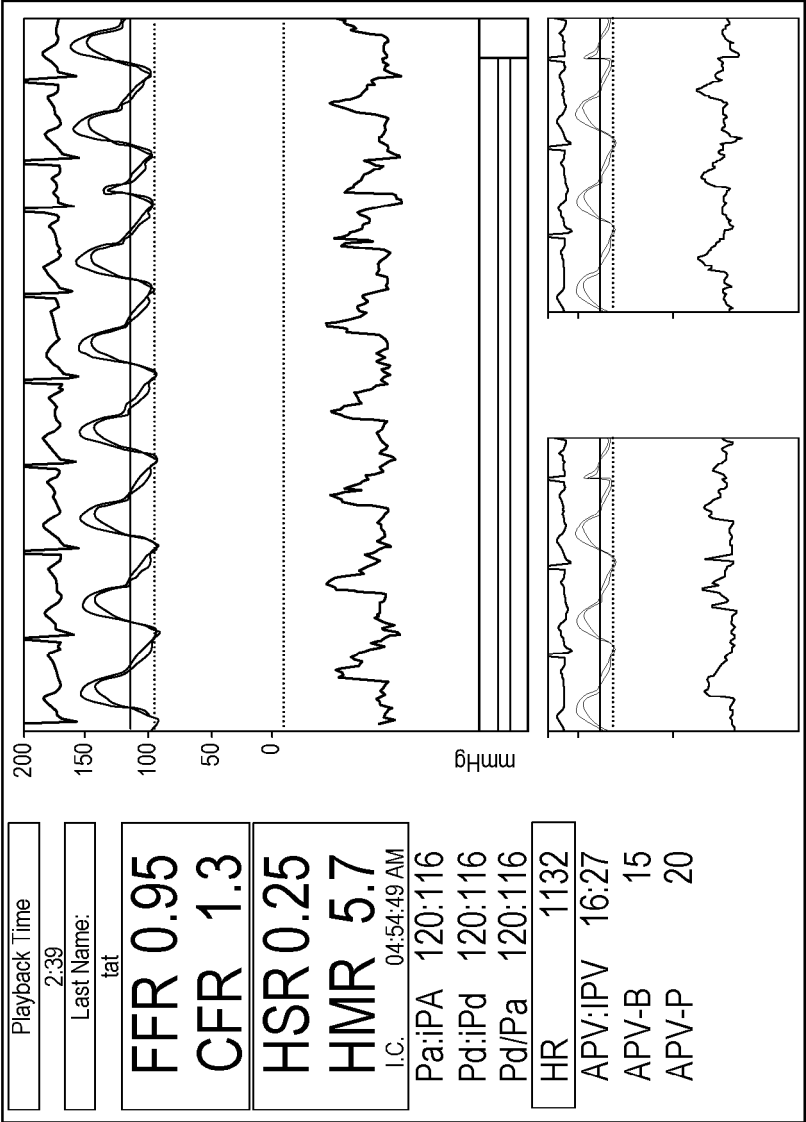 Playback Time
2:39
Last Name:
tat
FFR 0.95
CFR 1.3
HSR 0.25
HMR 5.7
I.C. 04:54:49 AM
Pa:iPA 120:116
Pd:iPd 120:116
Pd/Pa 120:116
HR 1132
APV:IPV 16:27
APV-B 15
APV-P 20
200
150
100
50
0
mmHg